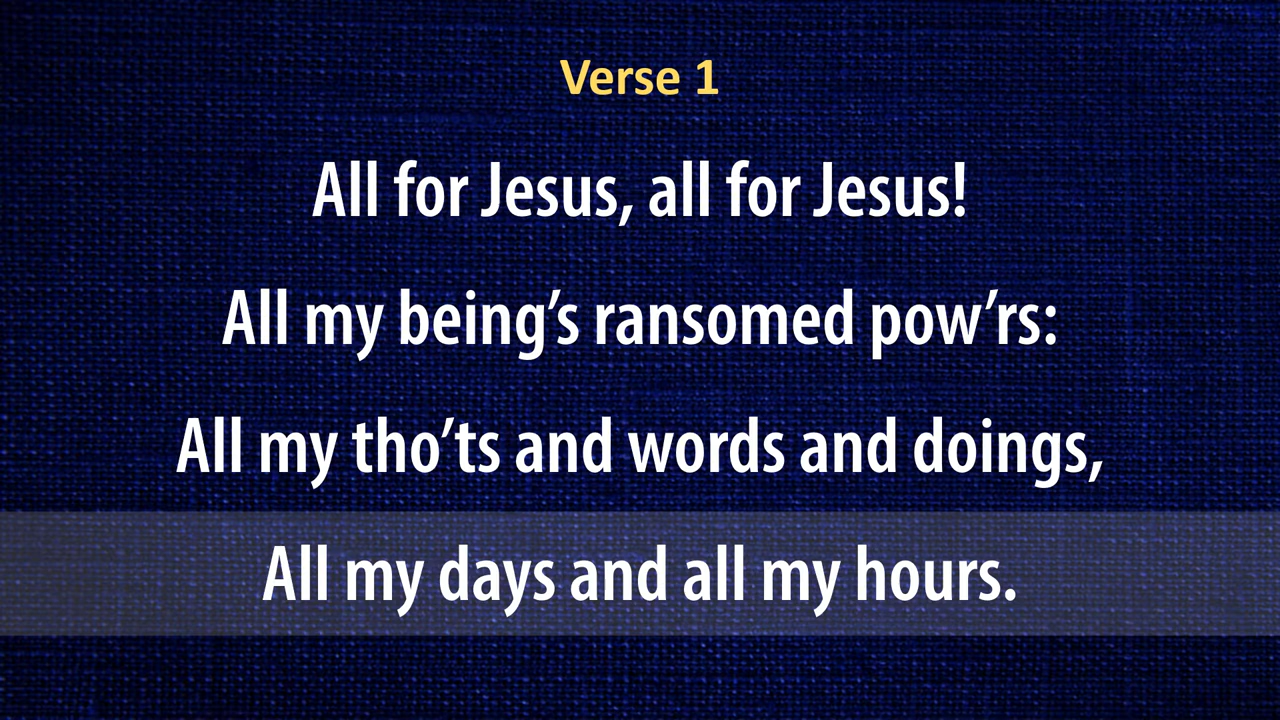 Verse 1
All for Jesus, all for Jesus!
All my being’s ransomed pow’rs:
All my tho’ts and words and doings,
All my days and all my hours.